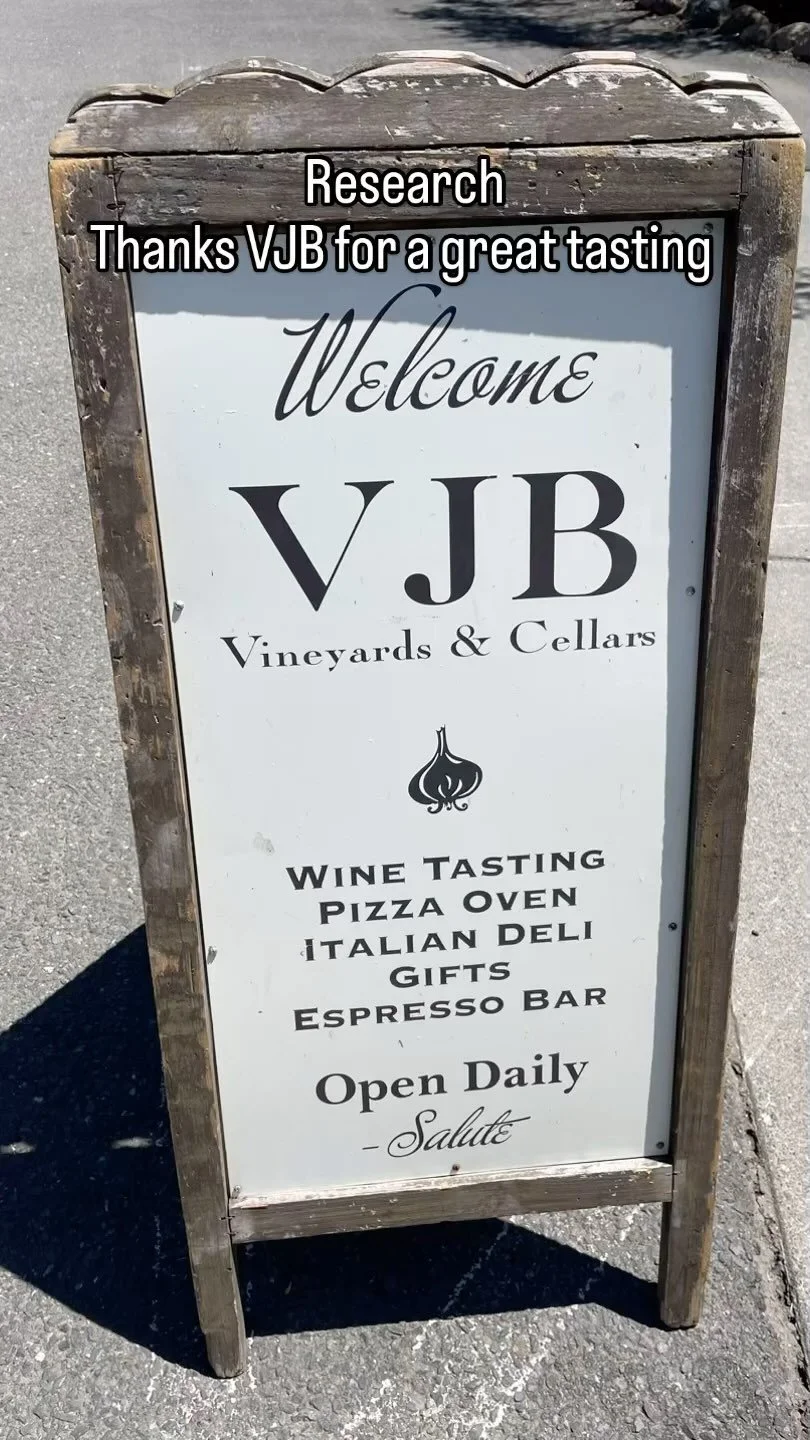 Research
Thanks VJB for a great tasting
Welcome
VJB
Vineyards & Cellars
WINE TASTING
PIZZA OVEN
ITALIAN DELI
GIFTS
ESPRESSO BAR
Open Daily
- Salute